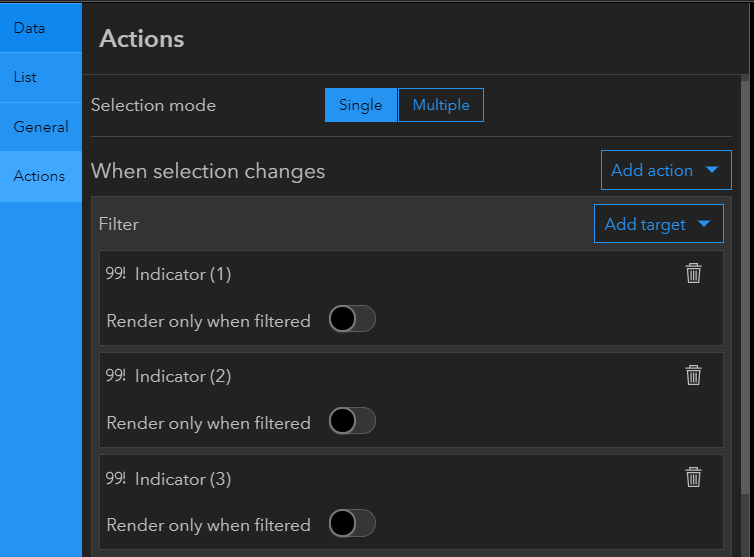 Data
Actions
List
Selection mode
Single
Multiple
General
Actions
When selection changes
Add action
Filter
Add target
99! Indicator (1)
Render only when filtered
99! Indicator (2)
Render only when filtered
99! Indicator (3)
Render only when filtered